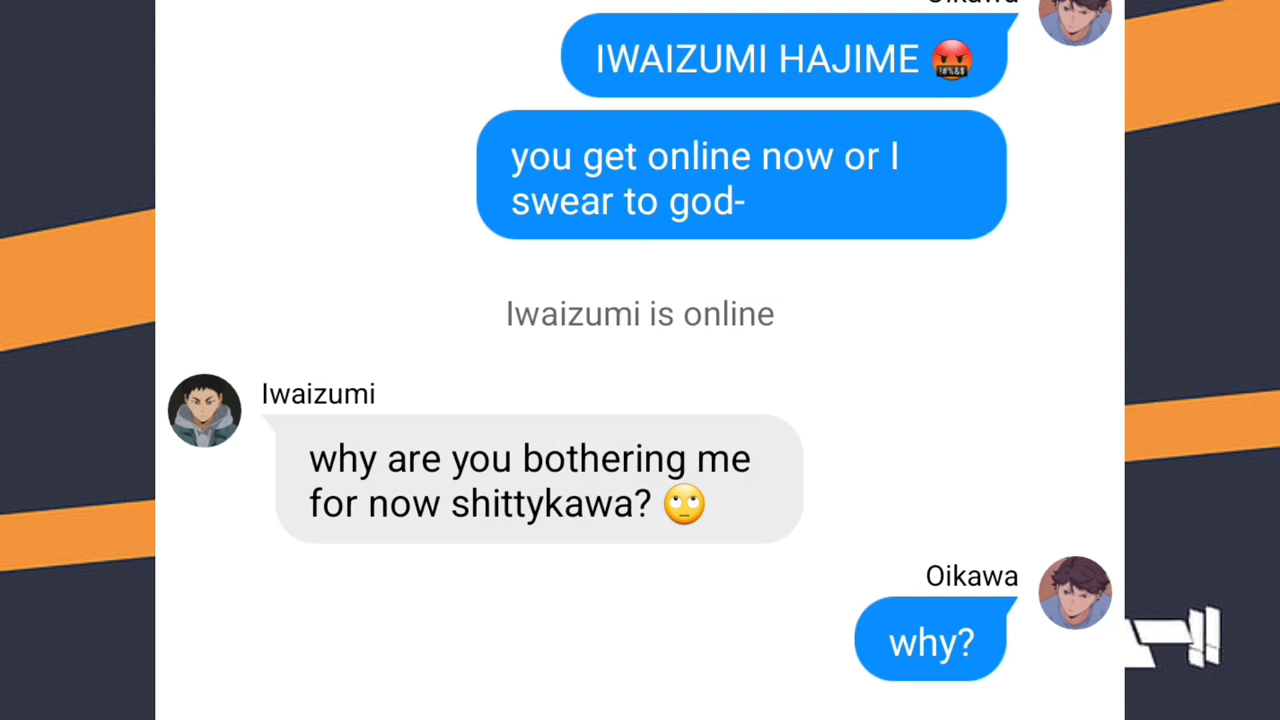 Oikawa
IWAIZUMI HAJIME 🤬
you get online now or I
swear to god-
Iwaizumi is online
Iwaizumi
why are you bothering me
for now shittykawa? 🙄
Oikawa
why?